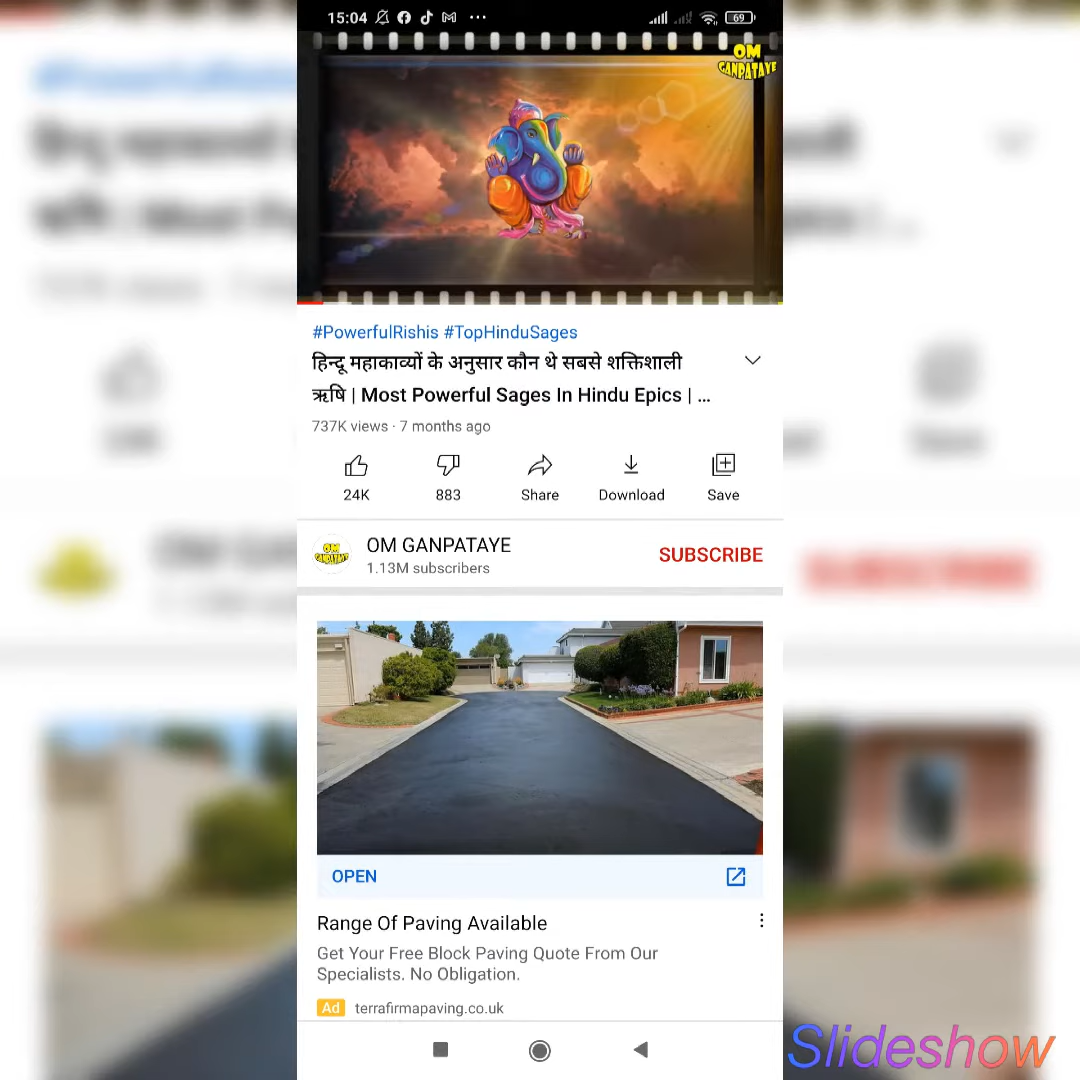 15:04
69
OM
GANPATAYE
#PowerfulRishis #TopHinduSages
हिन्दू महाकाव्यों के अनुसार कौन थे सबसे शक्तिशाली
ऋषि | Most Powerful Sages In Hindu Epics | ...
737K views · 7 months ago
24K
883
Share
Download
Save
OM
GANPATAYE
OM GANPATAYE
1.13M subscribers
SUBSCRIBE
OPEN
Range Of Paving Available
Get Your Free Block Paving Quote From Our
Specialists. No Obligation.
Ad terrafirmapaving.co.uk
Slideshow